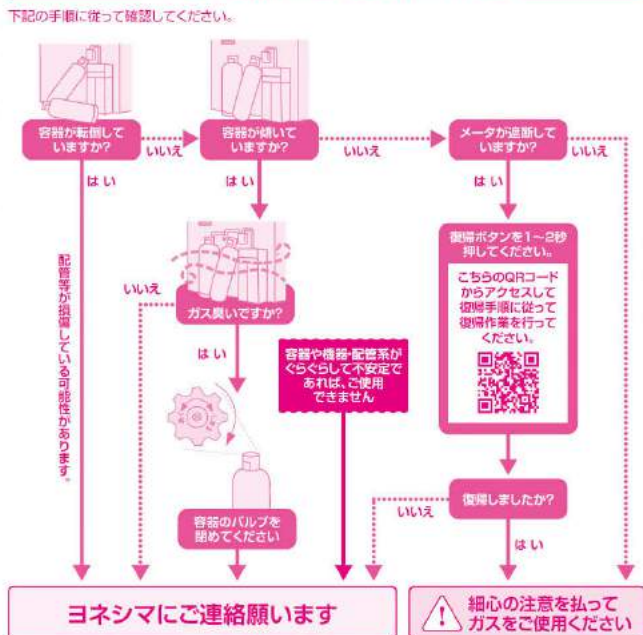 下記の手順に従って確認してください。
容器が転倒して
いますか?
いいえ
容器が傾いて
いますか?
いいえ
メータが遮断して
いますか?
いいえ
はい
はい
はい
配管等が損傷している可能性があります。
いいえ
ガス臭いですか?
はい
容器や機器・配管系が
ぐらぐらして不安定で
あれば、ご使用
できません
復帰ボタンを1～2秒
押してください。
こちらのQRコード
からアクセスして
復帰手順に従って
復帰作業を行って
ください。
容器のバルブを
閉めてください
復帰しましたか?
いいえ
はい
ヨネシマにご連絡願います
細心の注意を払って
ガスをご使用ください